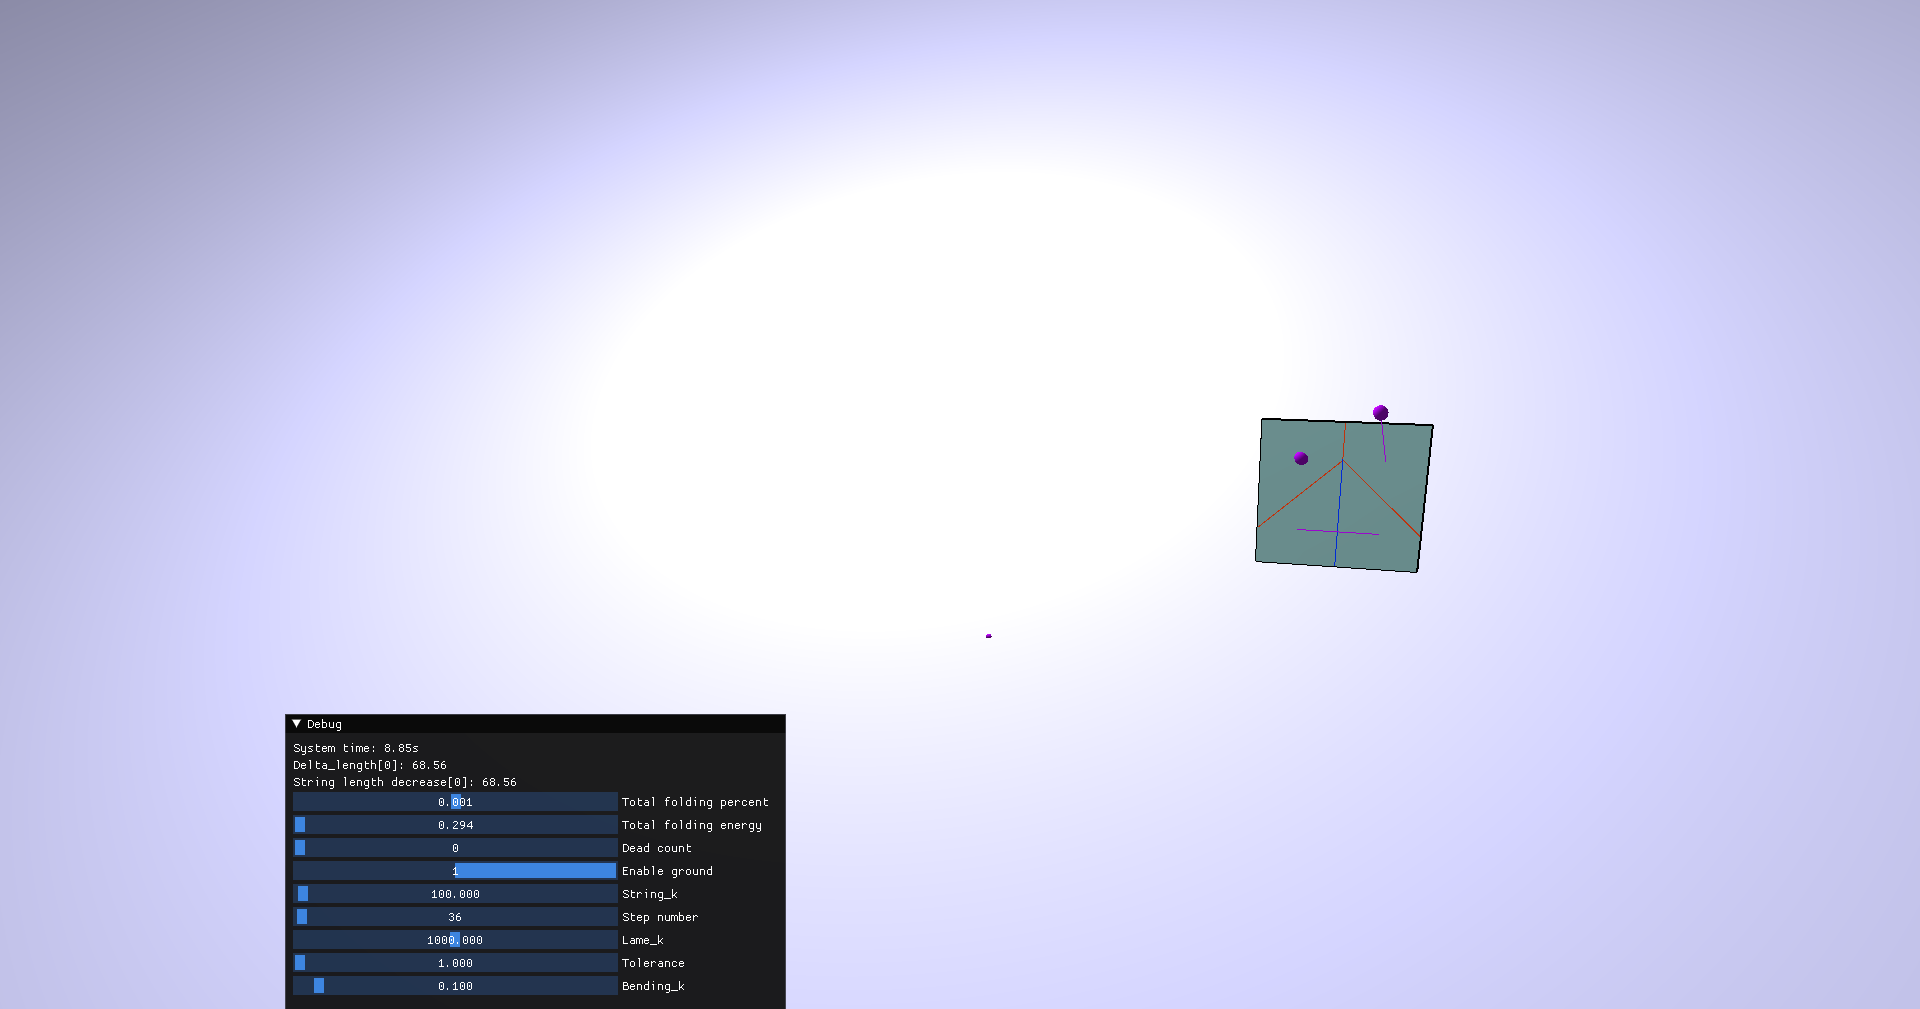 Debug
System time: 8.85s
Delta_length[0]: 68.56
String length decrease[0]: 68.56
0.001 Total folding percent
0.294 Total folding energy
0 Dead count
1 Enable ground
100.000 String_k
36 Step number
1000.000 Lame_k
1.000 Tolerance
0.100 Bending_k